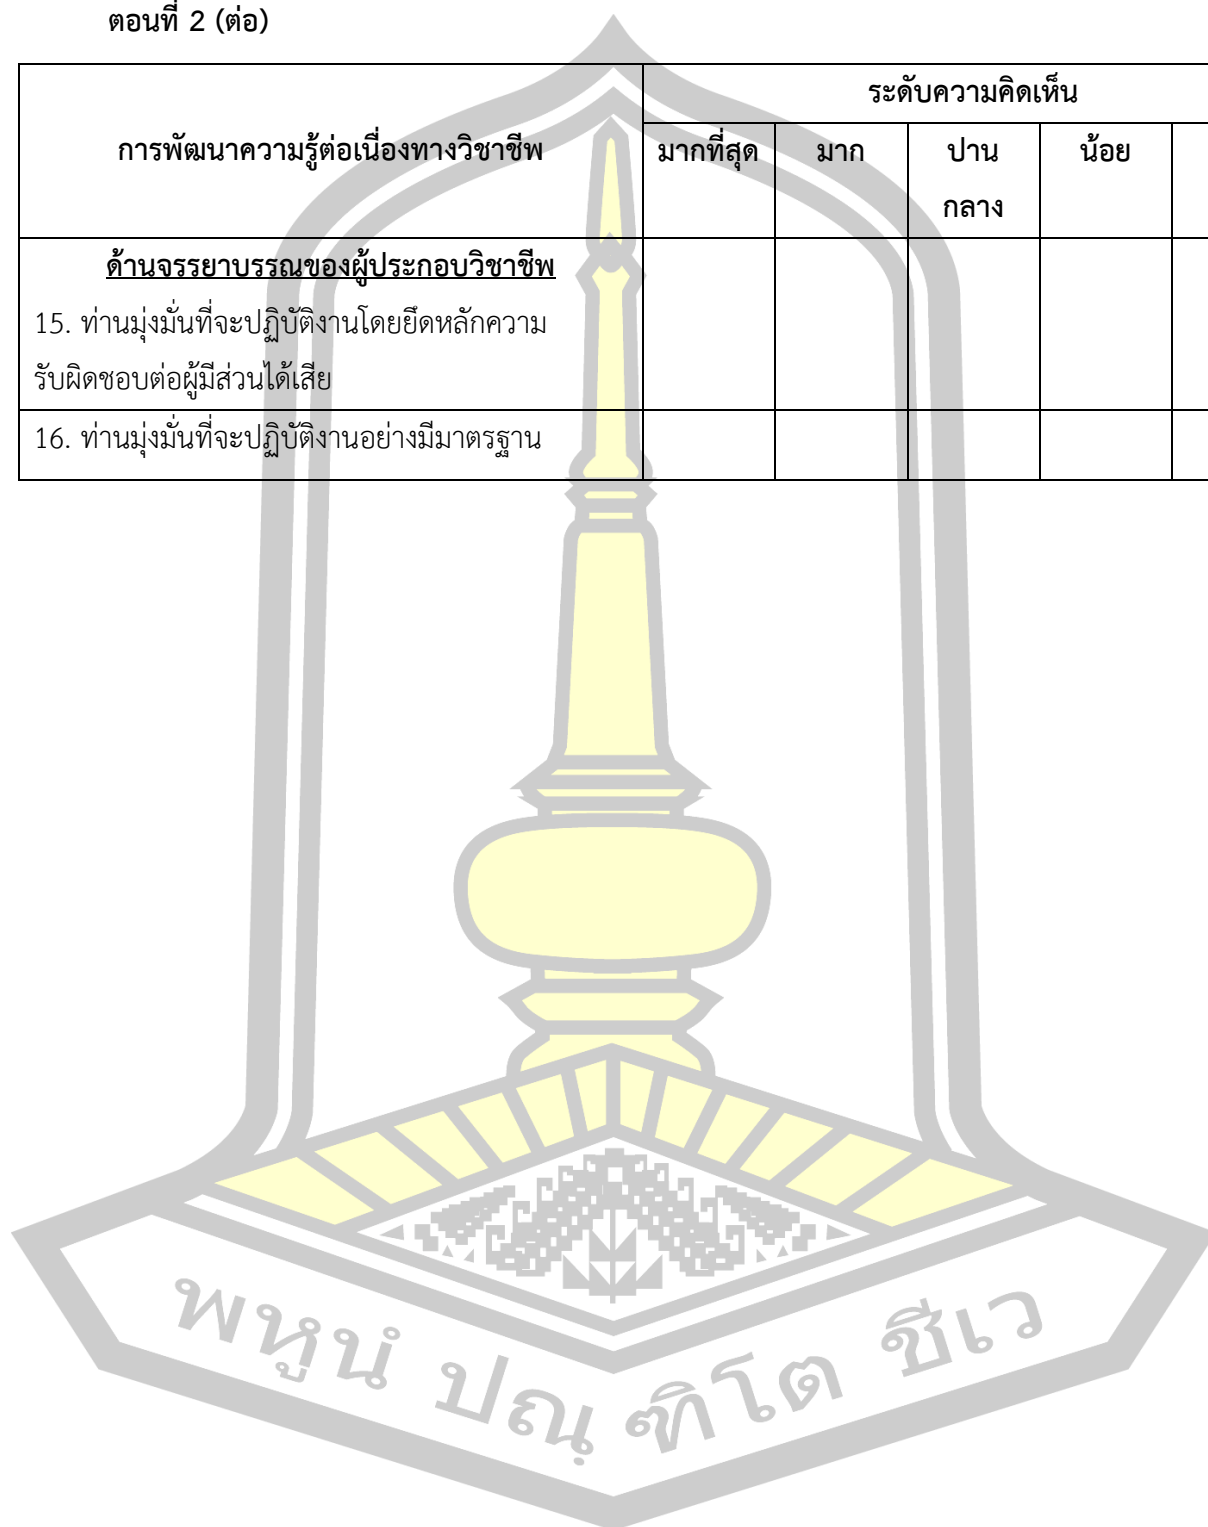 ตอนที่ 2 (ต่อ)
ระดับความคิดเห็น
การพัฒนาความรู้ต่อเนื่องทางวิชาชีพ
มากที่สุด
มาก
ปาน
กลาง
น้อย
ด้านจรรยาบรรณของผู้ประกอบวิชาชีพ
15. ท่านมุ่งมั่นที่จะปฏิบัติงานโดยยึดหลักความ
รับผิดชอบต่อผู้มีส่วนได้เสีย
16. ท่านมุ่งมั่นที่จะปฏิบัติงานอย่างมีมาตรฐาน
พหูนํ ปณฺฑิโต ชีเว